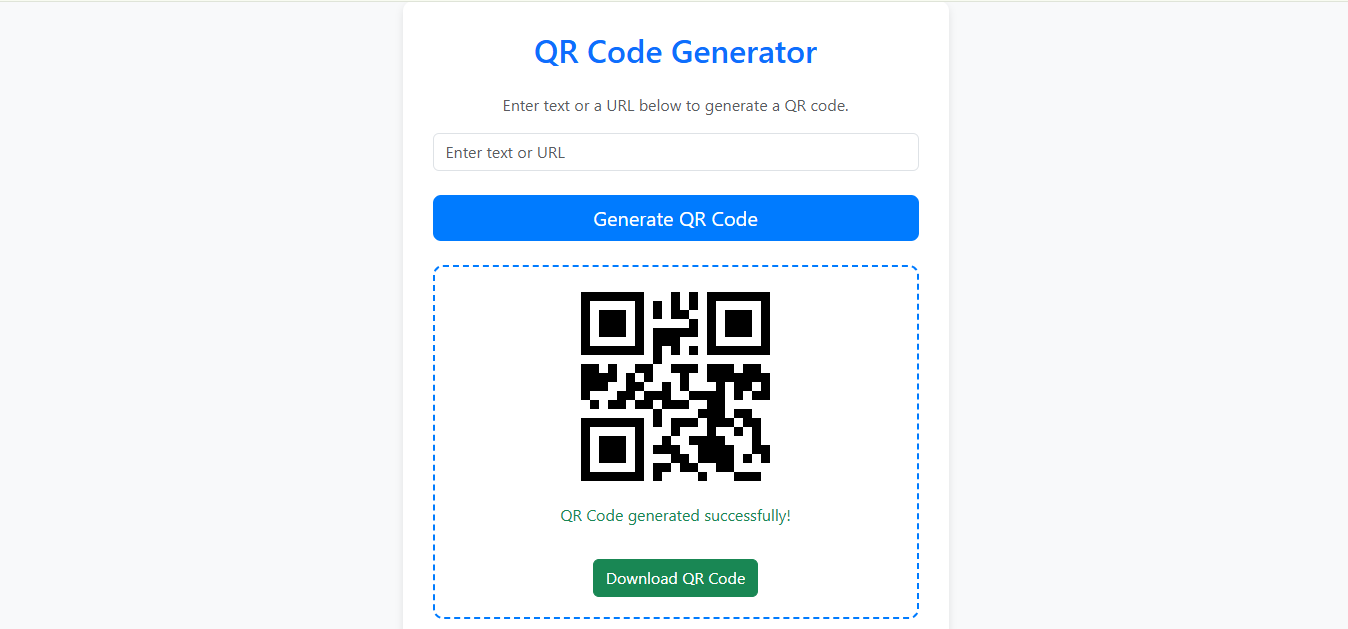 QR Code Generator
Enter text or a URL below to generate a QR code.
Enter text or URL
Generate QR Code
QR Code generated successfully!
Download QR Code